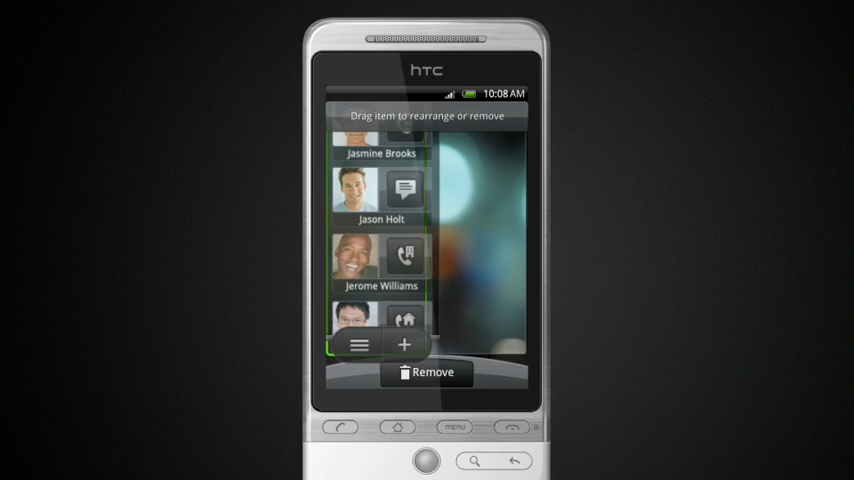 hTC
10:08 AM
Drag item to rearrange or remove
Jasmine Brooks
Jason Holt
Jerome Williams
Remove
menu